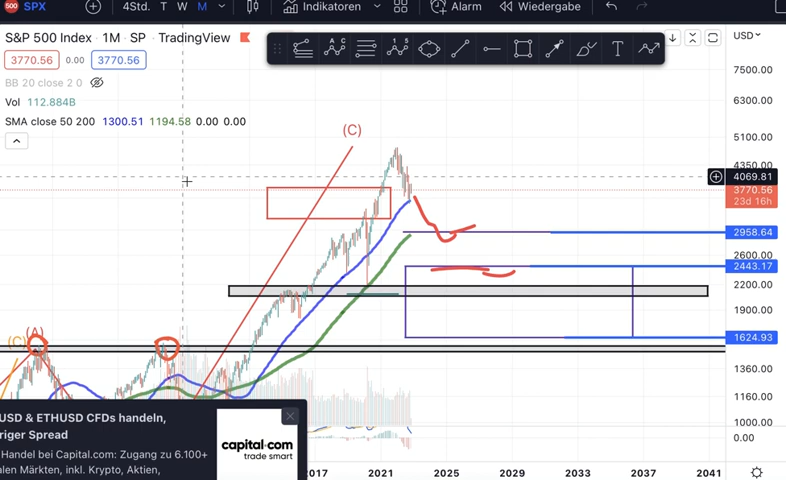 500 SPX 4Std. T W M Indikatoren Alarm Wiedergabe
S&P 500 Index · 1M · SP · TradingView
USD
3770.56 0.00 3770.56
BB 20 close 2 0
Vol 112.884B
SMA close 50 200 1300.51 1194.58 0.00 0.00
A C
1 5
T
7500.00
6300.00
5100.00
4350.00
4069.81
3770.56
23d 16h
2958.64
2600.00
2443.17
2200.00
1900.00
1624.93
1360.00
1160.00
1000.00
0.00
(C)
(C) (A)
USD & ETHUSD CFDs handeln,
riger Spread
Handel bei Capital.com: Zugang zu 6.100+
alen Märkten, inkl. Krypto, Aktien,
capital.com
trade smart
2017 2021 2025 2029 2033 2037 2041